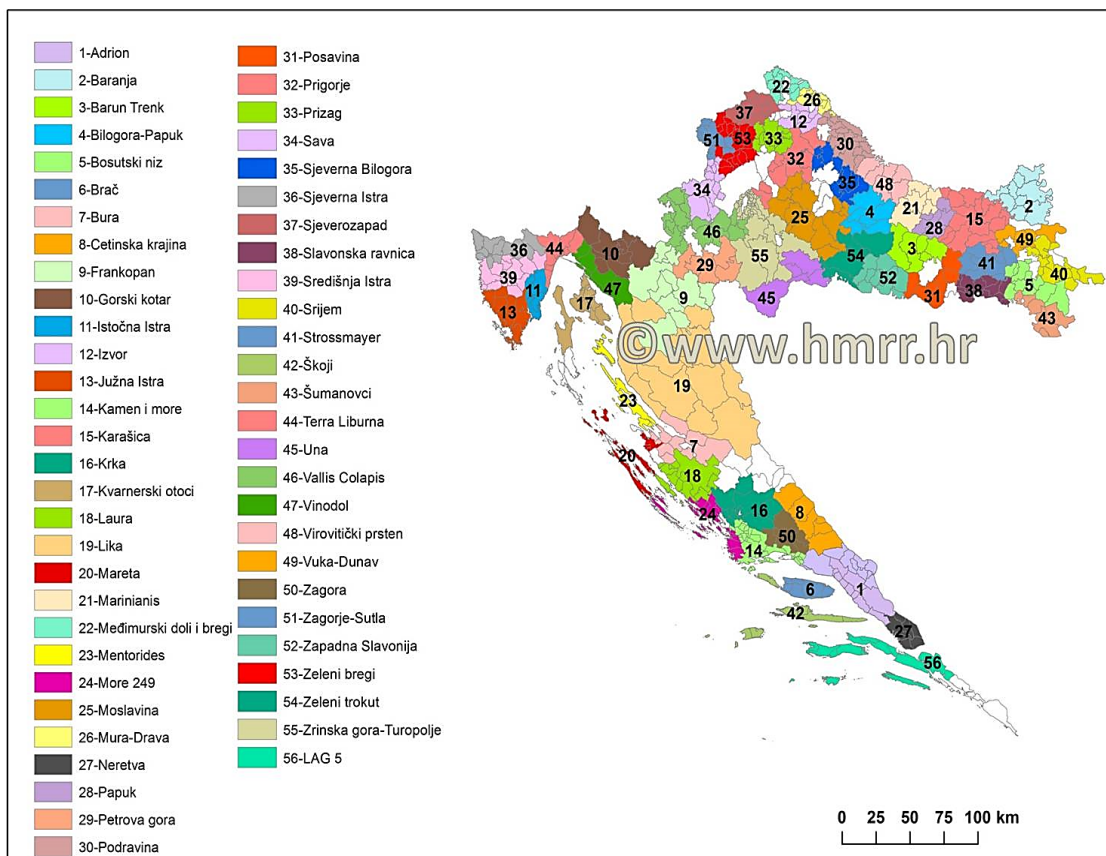 1-Adrion
2-Baranja
3-Barun Trenk
4-Bilogora-Papuk
5-Bosutski niz
6-Brač
7-Bura
8-Cetinska krajina
9-Frankopan
10-Gorski kotar
11-Istočna Istra
12-Izvor
13-Južna Istra
14-Kamen i more
15-Karašica
16-Krka
17-Kvarnerski otoci
18-Laura
19-Lika
20-Mareta
21-Marinianis
22-Međimurski doli i bregi
23-Mentorides
24-More 249
25-Moslavina
26-Mura-Drava
27-Neretva
28-Papuk
29-Petrova gora
30-Podravina
31-Posavina
32-Prigorje
33-Prizag
34-Sava
35-Sjeverna Bilogora
36-Sjeverna Istra
37-Sjeverozapad
38-Slavonska ravnica
39-Središnja Istra
40-Srijem
41-Strossmayer
42-Škoji
43-Šumanovci
44-Terra Liburna
45-Una
46-Vallis Colapis
47-Vinodol
48-Virovitički prsten
49-Vuka-Dunav
50-Zagora
51-Zagorje-Sutla
52-Zapadna Slavonija
53-Zeleni bregi
54-Zeleni trokut
55-Zrinska gora-Turopolje
56-LAG 5
22
26
37
12
51
53
33
30
32
34
35
48
4
21
28
15
2
25
46
36
44
10
55
54
3
49
39
29
52
41
40
11
47
9
45
31
38
5
13
17
43
©www.hmrr.hr
19
23
7
20
18
24
16
8
50
14
6
1
42
27
56
0 25 50 75 100 km